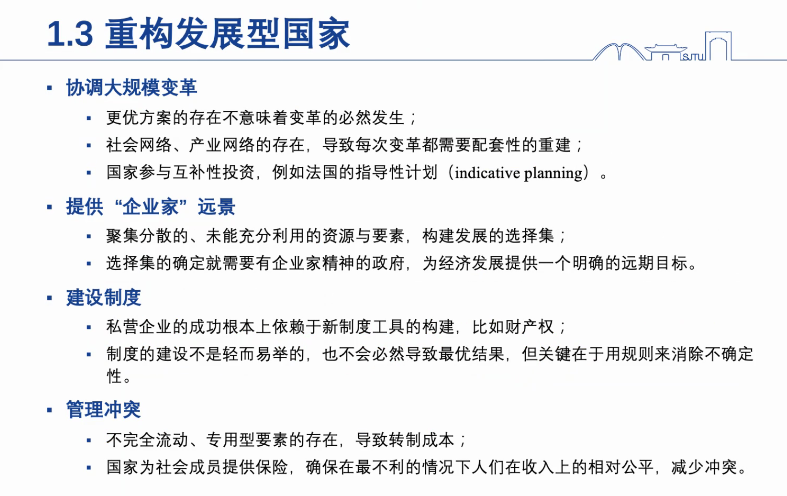 1.3 重构发展型国家
SJTU
▪ 协调大规模变革
▪ 更优方案的存在不意味着变革的必然发生；
▪ 社会网络、产业网络的存在，导致每次变革都需要配套性的重建；
▪ 国家参与互补性投资，例如法国的指导性计划（indicative planning）。
▪ 提供“企业家”远景
▪ 聚集分散的、未能充分利用的资源与要素，构建发展的选择集；
▪ 选择集的确定就需要有企业家精神的政府，为经济发展提供一个明确的远期目标。
▪ 建设制度
▪ 私营企业的成功根本上依赖于新制度工具的构建，比如财产权；
▪ 制度的建设不是轻而易举的，也不会必然导致最优结果，但关键在于用规则来消除不确定
性。
▪ 管理冲突
▪ 不完全流动、专用型要素的存在，导致转制成本；
▪ 国家为社会成员提供保险，确保在最不利的情况下人们在收入上的相对公平，减少冲突。